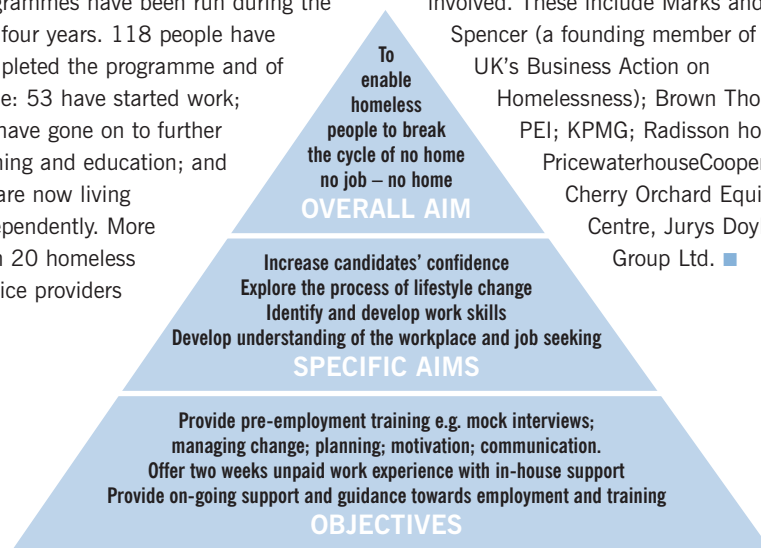 grammes have been run during the
four years. 118 people have
pleted the programme and of
e: 53 have started work;
have gone on to further
ning and education; and
are now living
pendently. More
20 homeless
ice providers
involved. These include Marks and
Spencer (a founding member of
UK's Business Action on
Homelessness); Brown Tho
PEI; KPMG; Radisson ho
PricewaterhouseCooper
Cherry Orchard Equi
Centre, Jurys Doy
Group Ltd.
To
enable
homeless
people to break
the cycle of no home
no job – no home
OVERALL AIM
Increase candidates' confidence
Explore the process of lifestyle change
Identify and develop work skills
Develop understanding of the workplace and job seeking
SPECIFIC AIMS
Provide pre-employment training e.g. mock interviews;
managing change; planning; motivation; communication.
Offer two weeks unpaid work experience with in-house support
Provide on-going support and guidance towards employment and training
OBJECTIVES